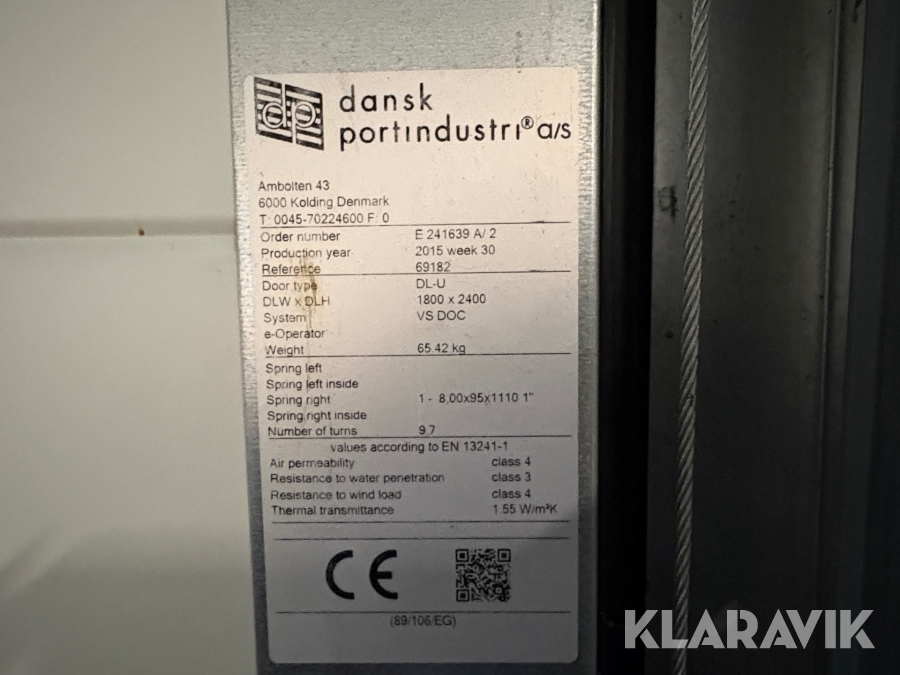 dp
dansk
portindustri® a/s
Ambolten 43
6000 Kolding Denmark
T: 0045-70224600 F: 0
Order number E 241639 A/ 2
Production year 2015 week 30
Reference 69182
Door type DL-U
DLW x DLH 1800 x 2400
System VS DOC
e-Operator
Weight 65.42 kg
Spring left
Spring left inside
Spring right 1 - 8,00x95x1110 1"
Spring right inside
Number of turns 9.7
values according to EN 13241-1
Air permeability class 4
Resistance to water penetration class 3
Resistance to wind load class 4
Thermal transmittance 1.55 W/m²K
CE
(89/106/EG)
KLARAVIK